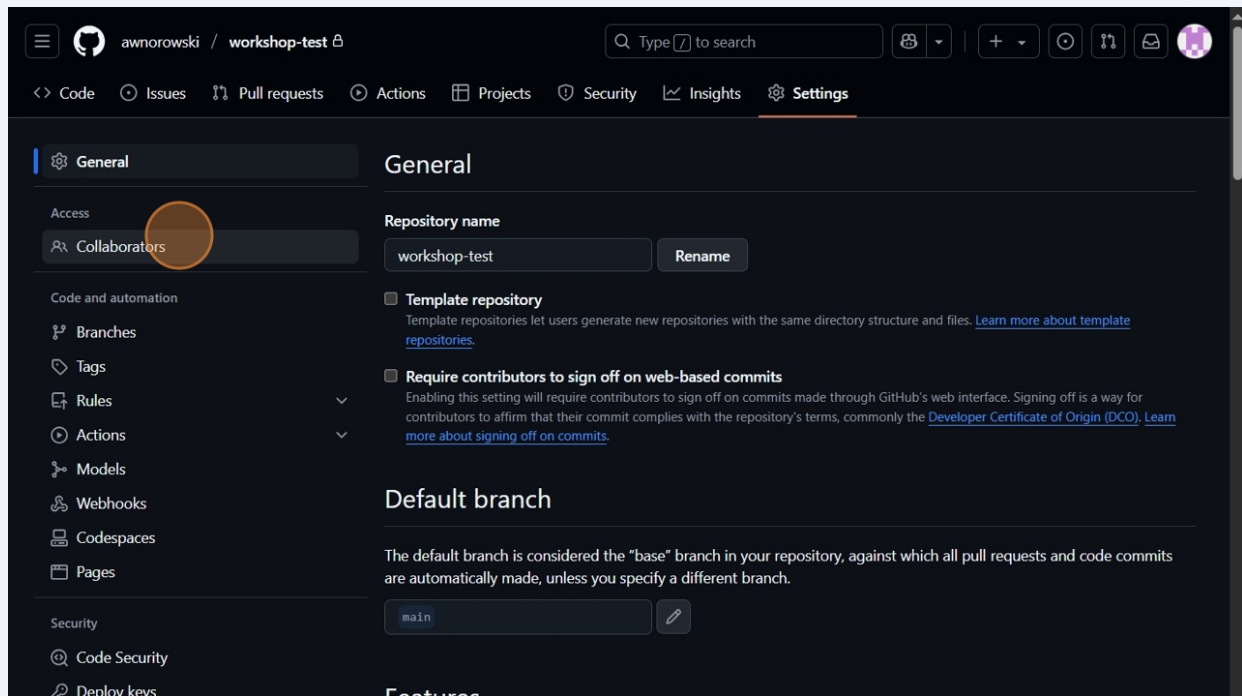 awnorowski / workshop-test
Type / to search
Code Issues Pull requests Actions Projects Security Insights Settings
General
Access
Collaborators
Code and automation
Branches
Tags
Rules
Actions
Models
Webhooks
Codespaces
Pages
Security
Code Security
Deploy keys
General
Repository name
workshop-test Rename
Template repository
Template repositories let users generate new repositories with the same directory structure and files. Learn more about template
repositories.
Require contributors to sign off on web-based commits
Enabling this setting will require contributors to sign off on commits made through GitHub's web interface. Signing off is a way for
contributors to affirm that their commit complies with the repository's terms, commonly the Developer Certificate of Origin (DCO). Learn
more about signing off on commits.
Default branch
The default branch is considered the "base" branch in your repository, against which all pull requests and code commits
are automatically made, unless you specify a different branch.
main
Features